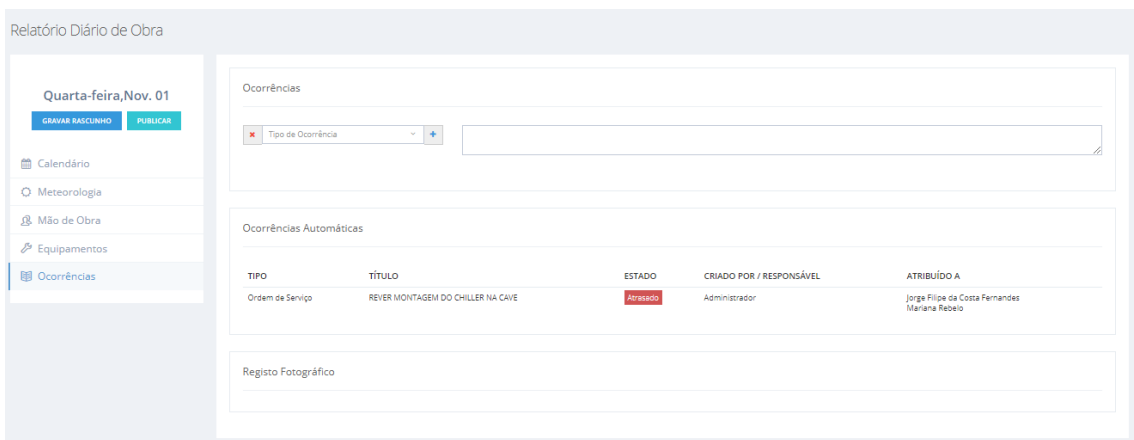 Relatório Diário de Obra
Quarta-feira,Nov. 01
GRAVAR RASCUNHO PUBLICAR
Calendário
Meteorologia
Mão de Obra
Equipamentos
Ocorrências
Ocorrências
Tipo de Ocorrência
Ocorrências Automáticas
TIPO TÍTULO ESTADO CRIADO POR / RESPONSÁVEL ATRIBUÍDO A
Ordem de Serviço REVER MONTAGEM DO CHILLER NA CAVE Atrasado Administrador Jorge Filipe da Costa Fernandes
Mariana Rebelo
Registo Fotográfico